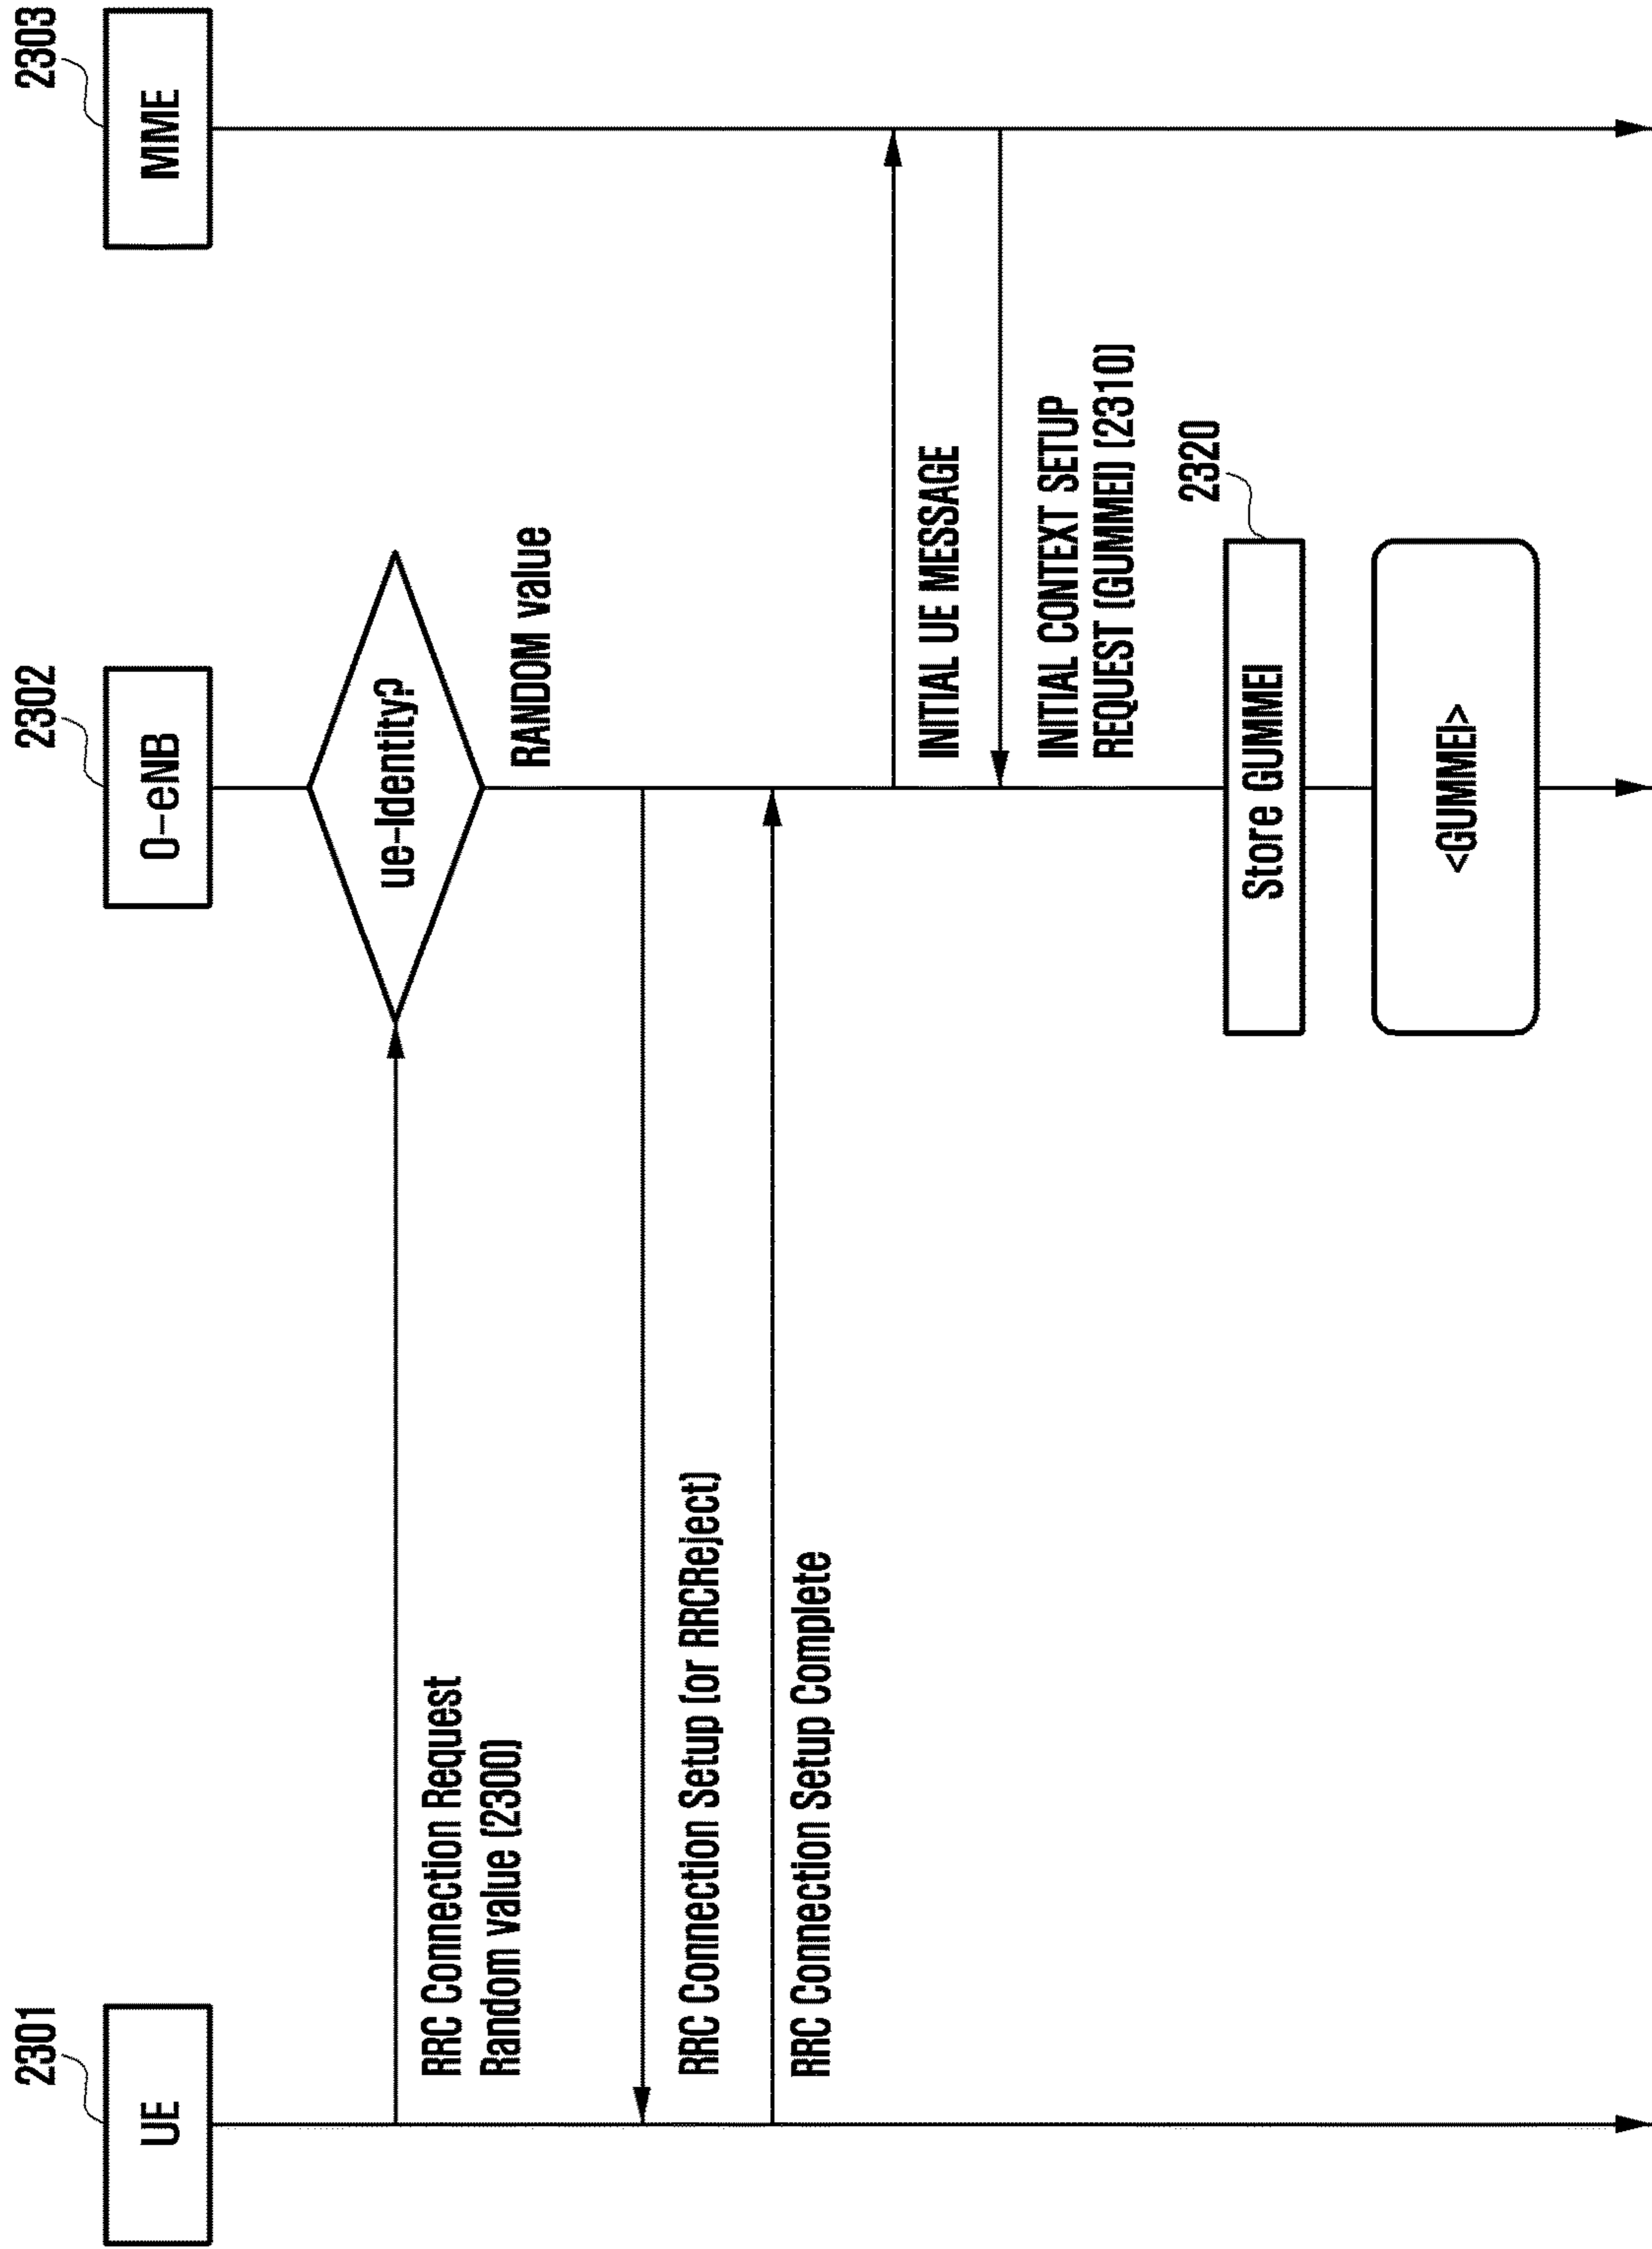 2301
2302
2303
UE
O-eNB
MME
ue-Identity?
RRC Connection Request
Random value (2300)
RANDOM value
RRC Connection Setup (or RRCReject)
RRC Connection Setup Complete
INITIAL UE MESSAGE
INITIAL CONTEXT SETUP
REQUEST (GUMMEI) (2310)
2320
Store GUMMEI
<GUMMEI>